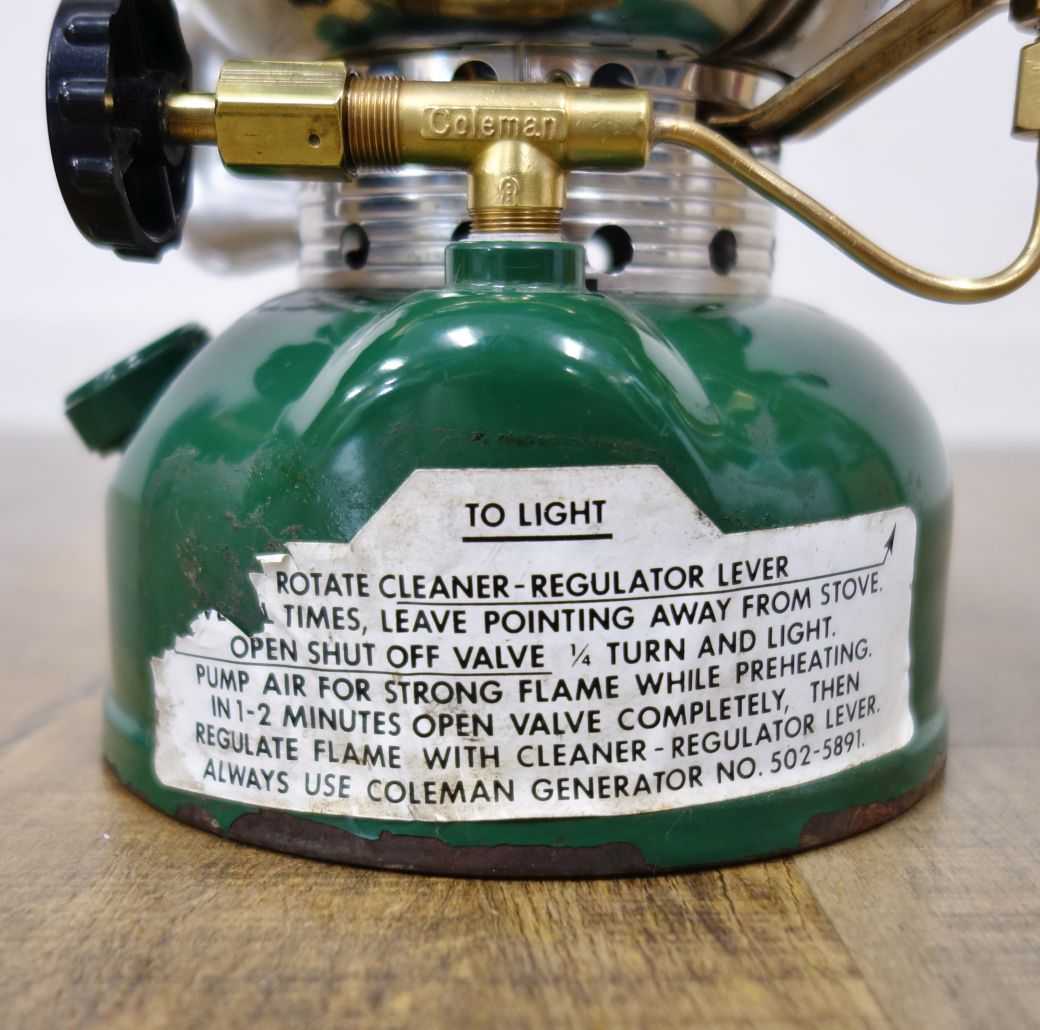 Coleman
TO LIGHT
ROTATE CLEANER-REGULATOR LEVER
TIMES, LEAVE POINTING AWAY FROM STOVE.
OPEN SHUT OFF VALVE ¼ TURN AND LIGHT.
PUMP AIR FOR STRONG FLAME WHILE PREHEATING.
IN 1-2 MINUTES OPEN VALVE COMPLETELY, THEN
REGULATE FLAME WITH CLEANER-REGULATOR LEVER.
ALWAYS USE COLEMAN GENERATOR NO. 502-5891.